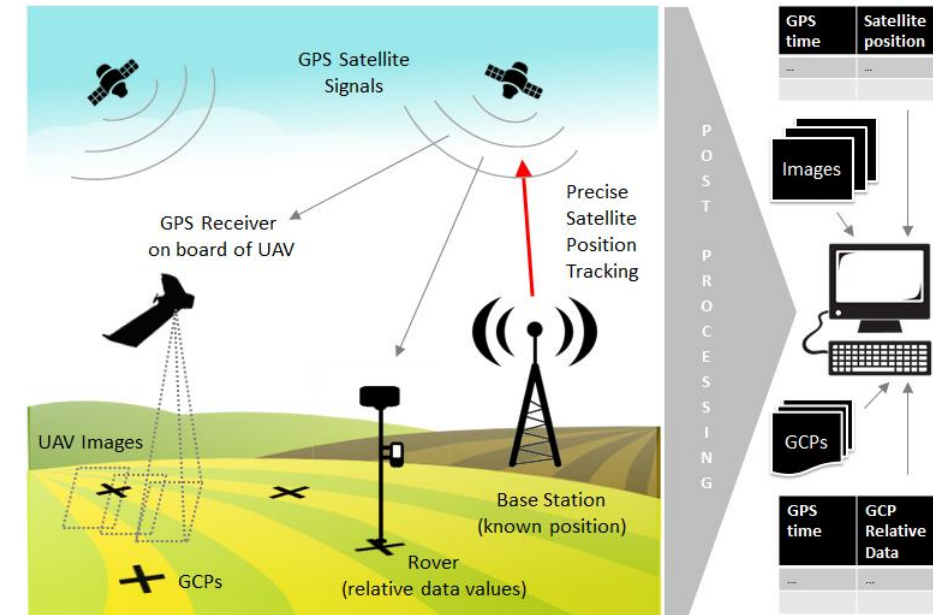 GPS Satellite
Signals
GPS Receiver
on board of UAV
Precise
Satellite
Position
Tracking
UAV Images
Base Station
(known position)
Rover
(relative data values)
GCPs
POST PROCESSING
GPS time
Satellite position
... ...
Images
GCPs
GPS time
GCP Relative Data
... ...